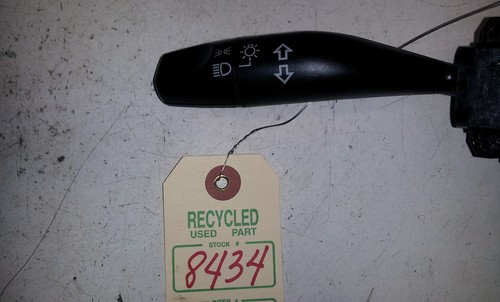 RECYCLED
USED PART
STOCK #
8434